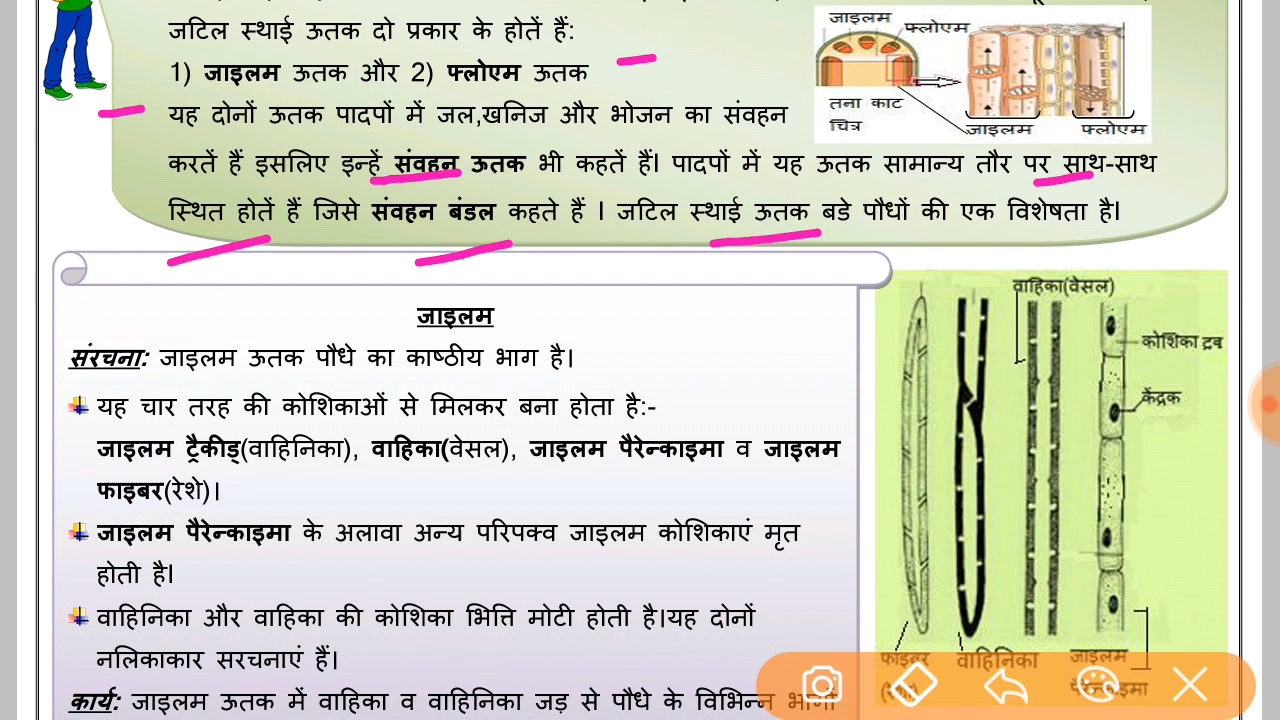 जटिल स्थाई ऊतक दो प्रकार के होतें हैं:
1) जाइलम ऊतक और 2) फ्लोएम ऊतक
यह दोनों ऊतक पादपों में जल,खनिज और भोजन का संवहन
करतें हैं इसलिए इन्हें संवहन ऊतक भी कहतें हैं। पादपों में यह ऊतक सामान्य तौर पर साथ-साथ
स्थित होतें हैं जिसे संवहन बंडल कहते हैं । जटिल स्थाई ऊतक बडे पौधों की एक विशेषता है।
जाइलम
फ्लोएम
तना काट
चित्र
जाइलम
फ्लोएम
जाइलम
संरचना: जाइलम ऊतक पौधे का काष्ठीय भाग है।
यह चार तरह की कोशिकाओं से मिलकर बना होता है:-
जाइलम ट्रैकीड्(वाहिनिका), वाहिका(वेसल), जाइलम पैरेन्काइमा व जाइलम
फाइबर(रेशे)।
जाइलम पैरेन्काइमा के अलावा अन्य परिपक्व जाइलम कोशिकाएं मृत
होती है।
वाहिनिका और वाहिका की कोशिका भित्ति मोटी होती है।यह दोनों
नलिकाकार सरचनाएं हैं।
कार्य: जाइलम ऊतक में वाहिका व वाहिनिका जड़ से पौधे के विभिन्न भागों
वाहिका(वेसल)
कोशिका द्रव
केंद्रक
फाइबर
(रेशा)
वाहिनिका
जाइलम
पैरेन्काइमा